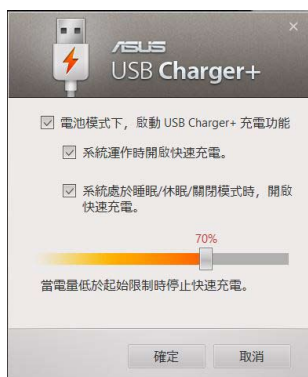 ASUS
USB Charger+
電池模式下，啟動 USB Charger+ 充電功能
系統運作時開啟快速充電。
系統處於睡眠/休眠/關閉模式時，開啟
快速充電。
70%
當電量低於起始限制時停止快速充電。
確定
取消